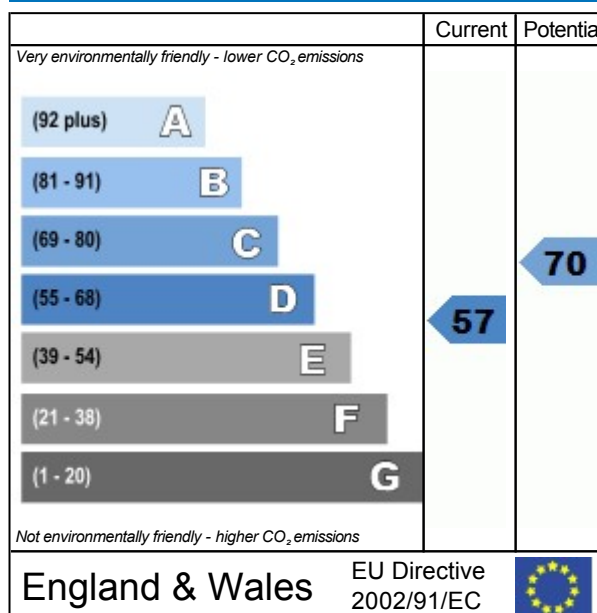 Current Potentia
Very environmentally friendly - lower CO₂ emissions
(92 plus) A
(81 - 91) B
(69 - 80) C
70
(55 - 68) D
57
(39 - 54) E
(21 - 38) F
(1 - 20) G
Not environmentally friendly - higher CO₂ emissions
England & Wales
EU Directive
2002/91/EC